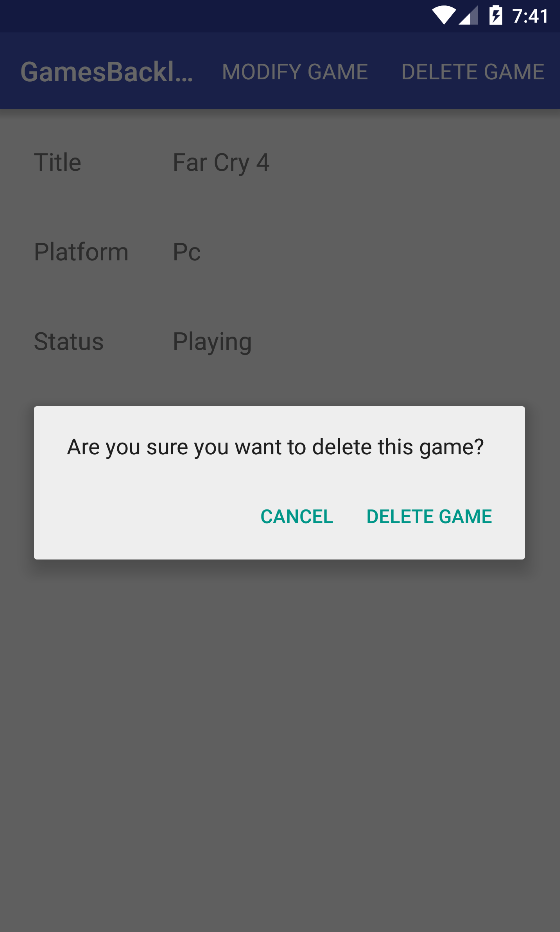 7:41
GamesBackl... MODIFY GAME DELETE GAME
Title Far Cry 4
Platform Pc
Status Playing
Are you sure you want to delete this game?
CANCEL DELETE GAME